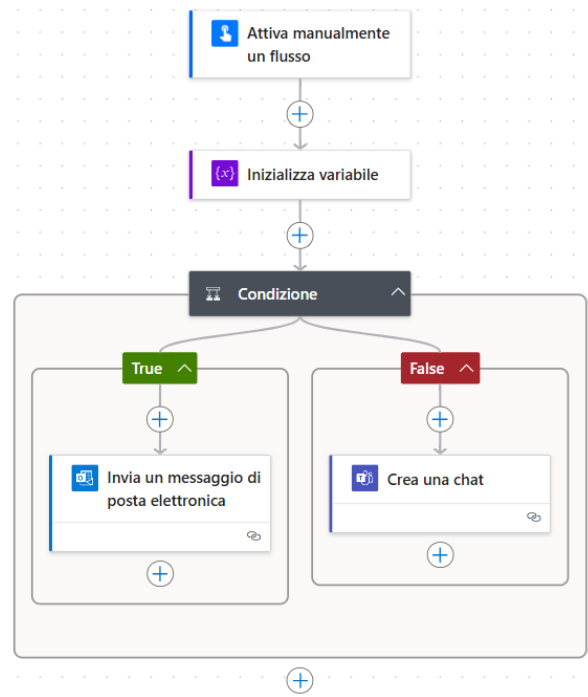 Attiva manualmente
un flusso
{x} Inizializza variabile
Condizione
True
False
Invia un messaggio di
posta elettronica
Crea una chat